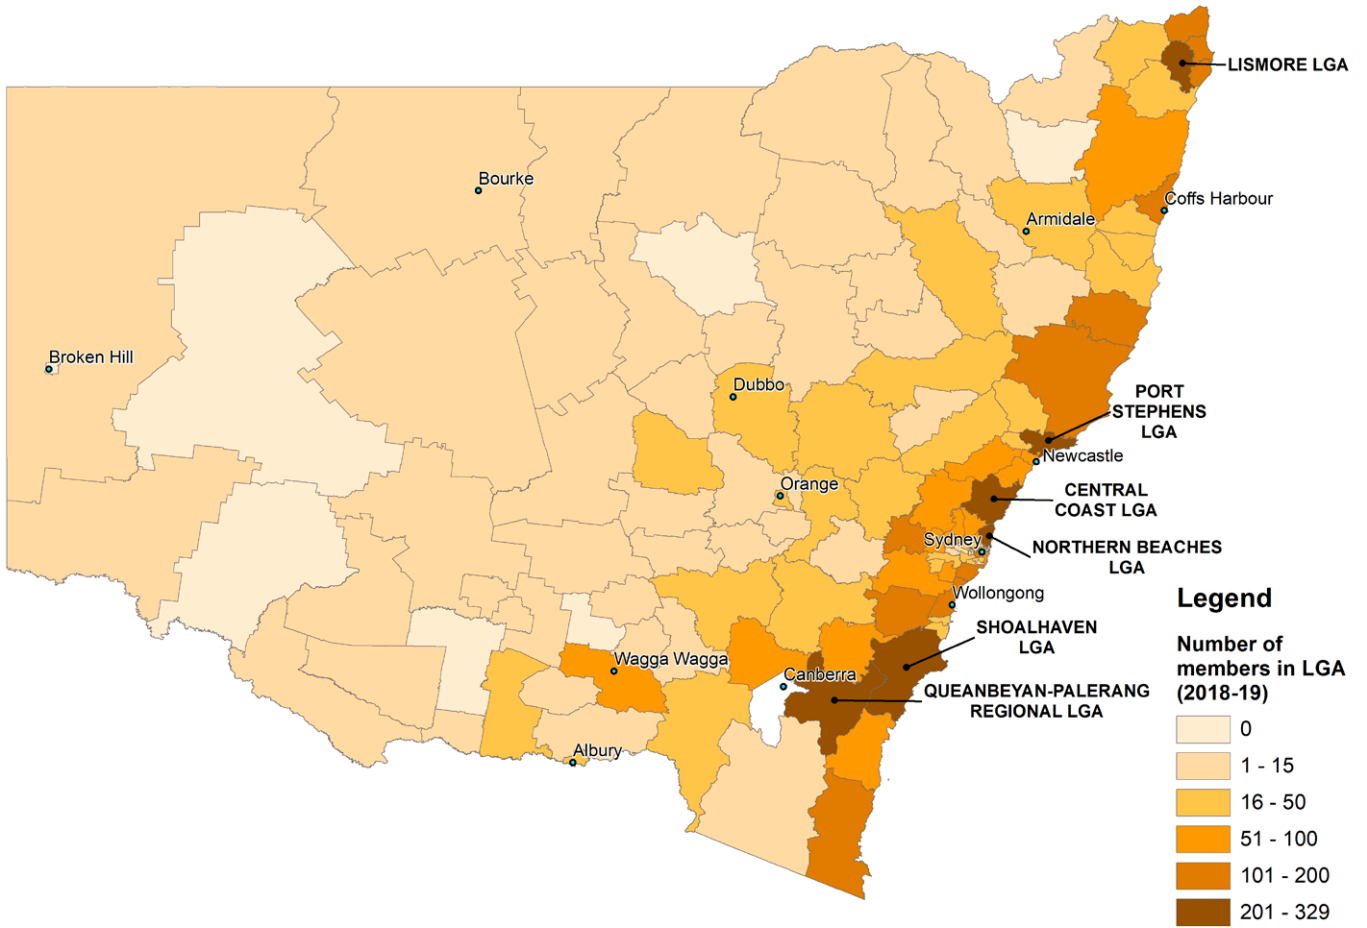 LISMORE LGA
Bourke
Coffs Harbour
Armidale
Broken Hill
Dubbo
PORT
STEPHENS
LGA
Newcastle
Orange
CENTRAL
COAST LGA
Sydney
NORTHERN BEACHES
LGA
Wollongong
SHOALHAVEN
LGA
Wagga Wagga
Canberra
QUEANBEYAN-PALERANG
REGIONAL LGA
Albury
Legend
Number of
members in LGA
(2018-19)
0
1 - 15
16 - 50
51 - 100
101 - 200
201 - 329